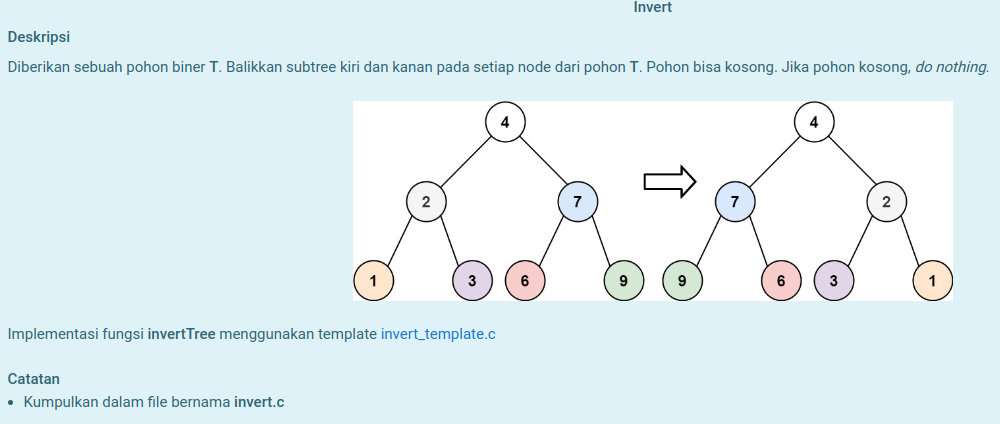 Invert
Deskripsi
Diberikan sebuah pohon biner T. Balikkan subtree kiri dan kanan pada setiap node dari pohon T. Pohon bisa kosong. Jika pohon kosong, do nothing.
4 4
2 7 7 2
1 3 6 9 9 6 3 1
Implementasi fungsi invertTree menggunakan template invert_template.c
Catatan
• Kumpulkan dalam file bernama invert.c